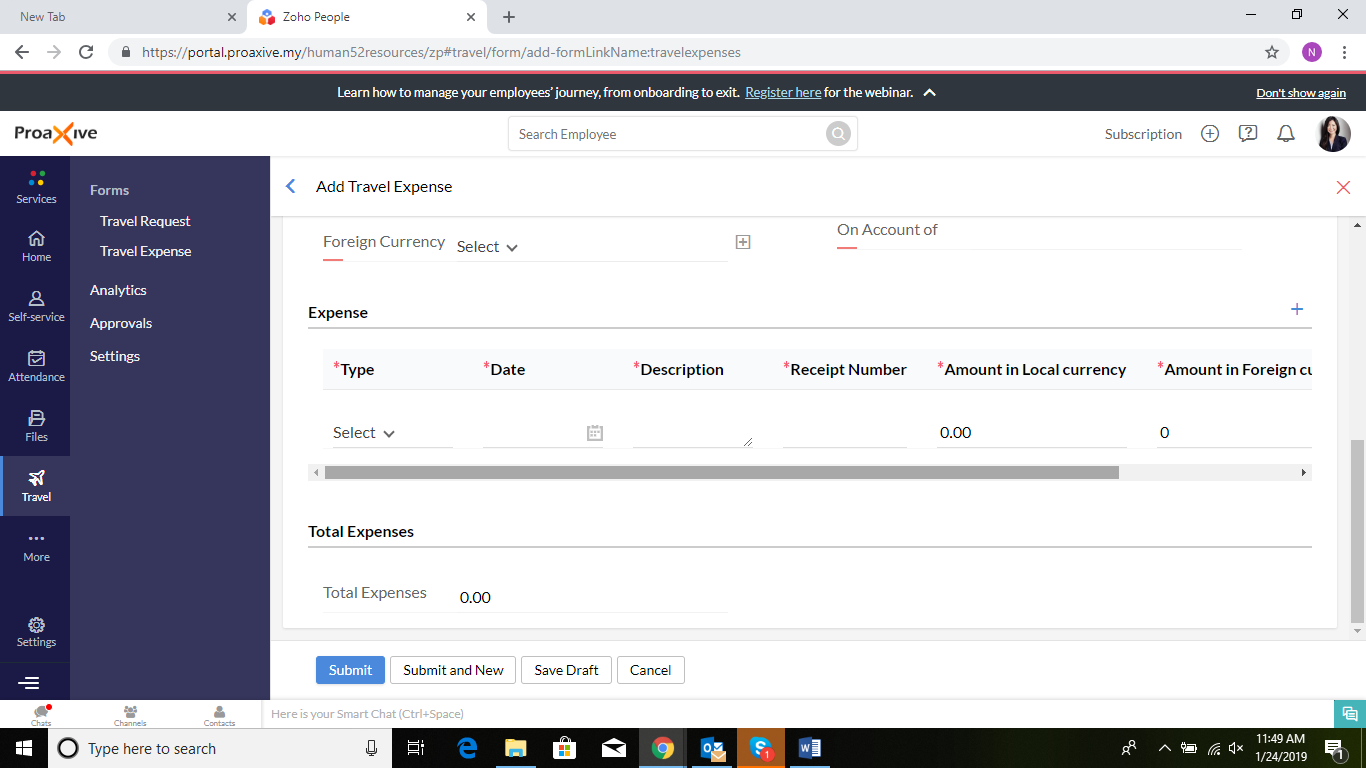 New Tab
Zoho People
https://portal.proaxive.my/human52resources/zp#travel/form/add-formLinkName:travelexpenses
N
Learn how to manage your employees' journey, from onboarding to exit. Register here for the webinar.
Don't show again
ProaXive
Search Employee
Subscription
Services
Home
Self-service
Attendance
Files
Travel
More
Settings
Forms
Travel Request
Travel Expense
Analytics
Approvals
Settings
Add Travel Expense
Foreign Currency Select
On Account of
Expense
*Type *Date *Description *Receipt Number *Amount in Local currency *Amount in Foreign cu
Select 0.00 0
Total Expenses
Total Expenses 0.00
Submit Submit and New Save Draft Cancel
Chats Channels Contacts
Here is your Smart Chat (Ctrl+Space)
Type here to search
1
11:49 AM
1/24/2019
1